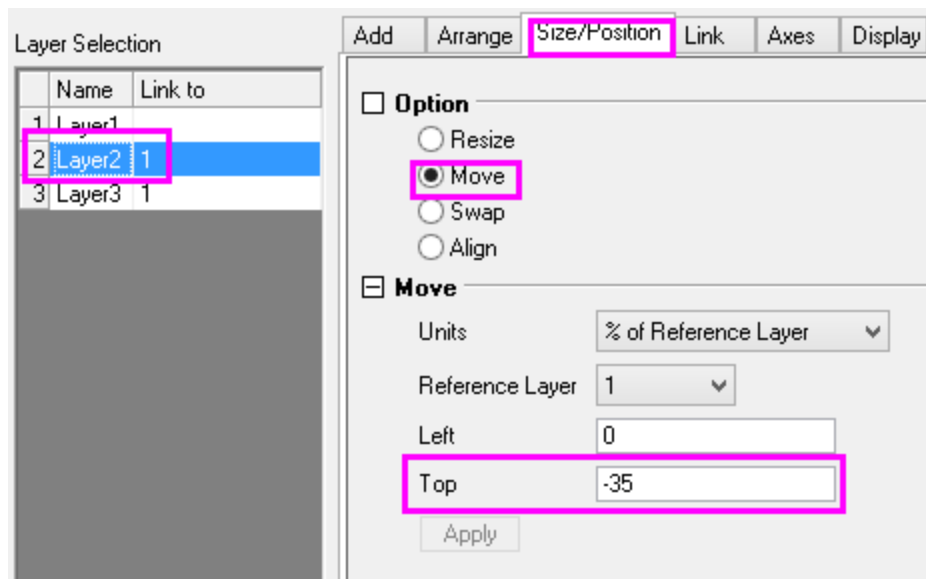 Layer Selection
Name Link to
1 Layer1
2 Layer2 1
3 Layer3 1
Add Arrange Size/Position Link Axes Display
Option
Resize
Move
Swap
Align
Move
Units % of Reference Layer
Reference Layer 1
Left 0
Top -35
Apply